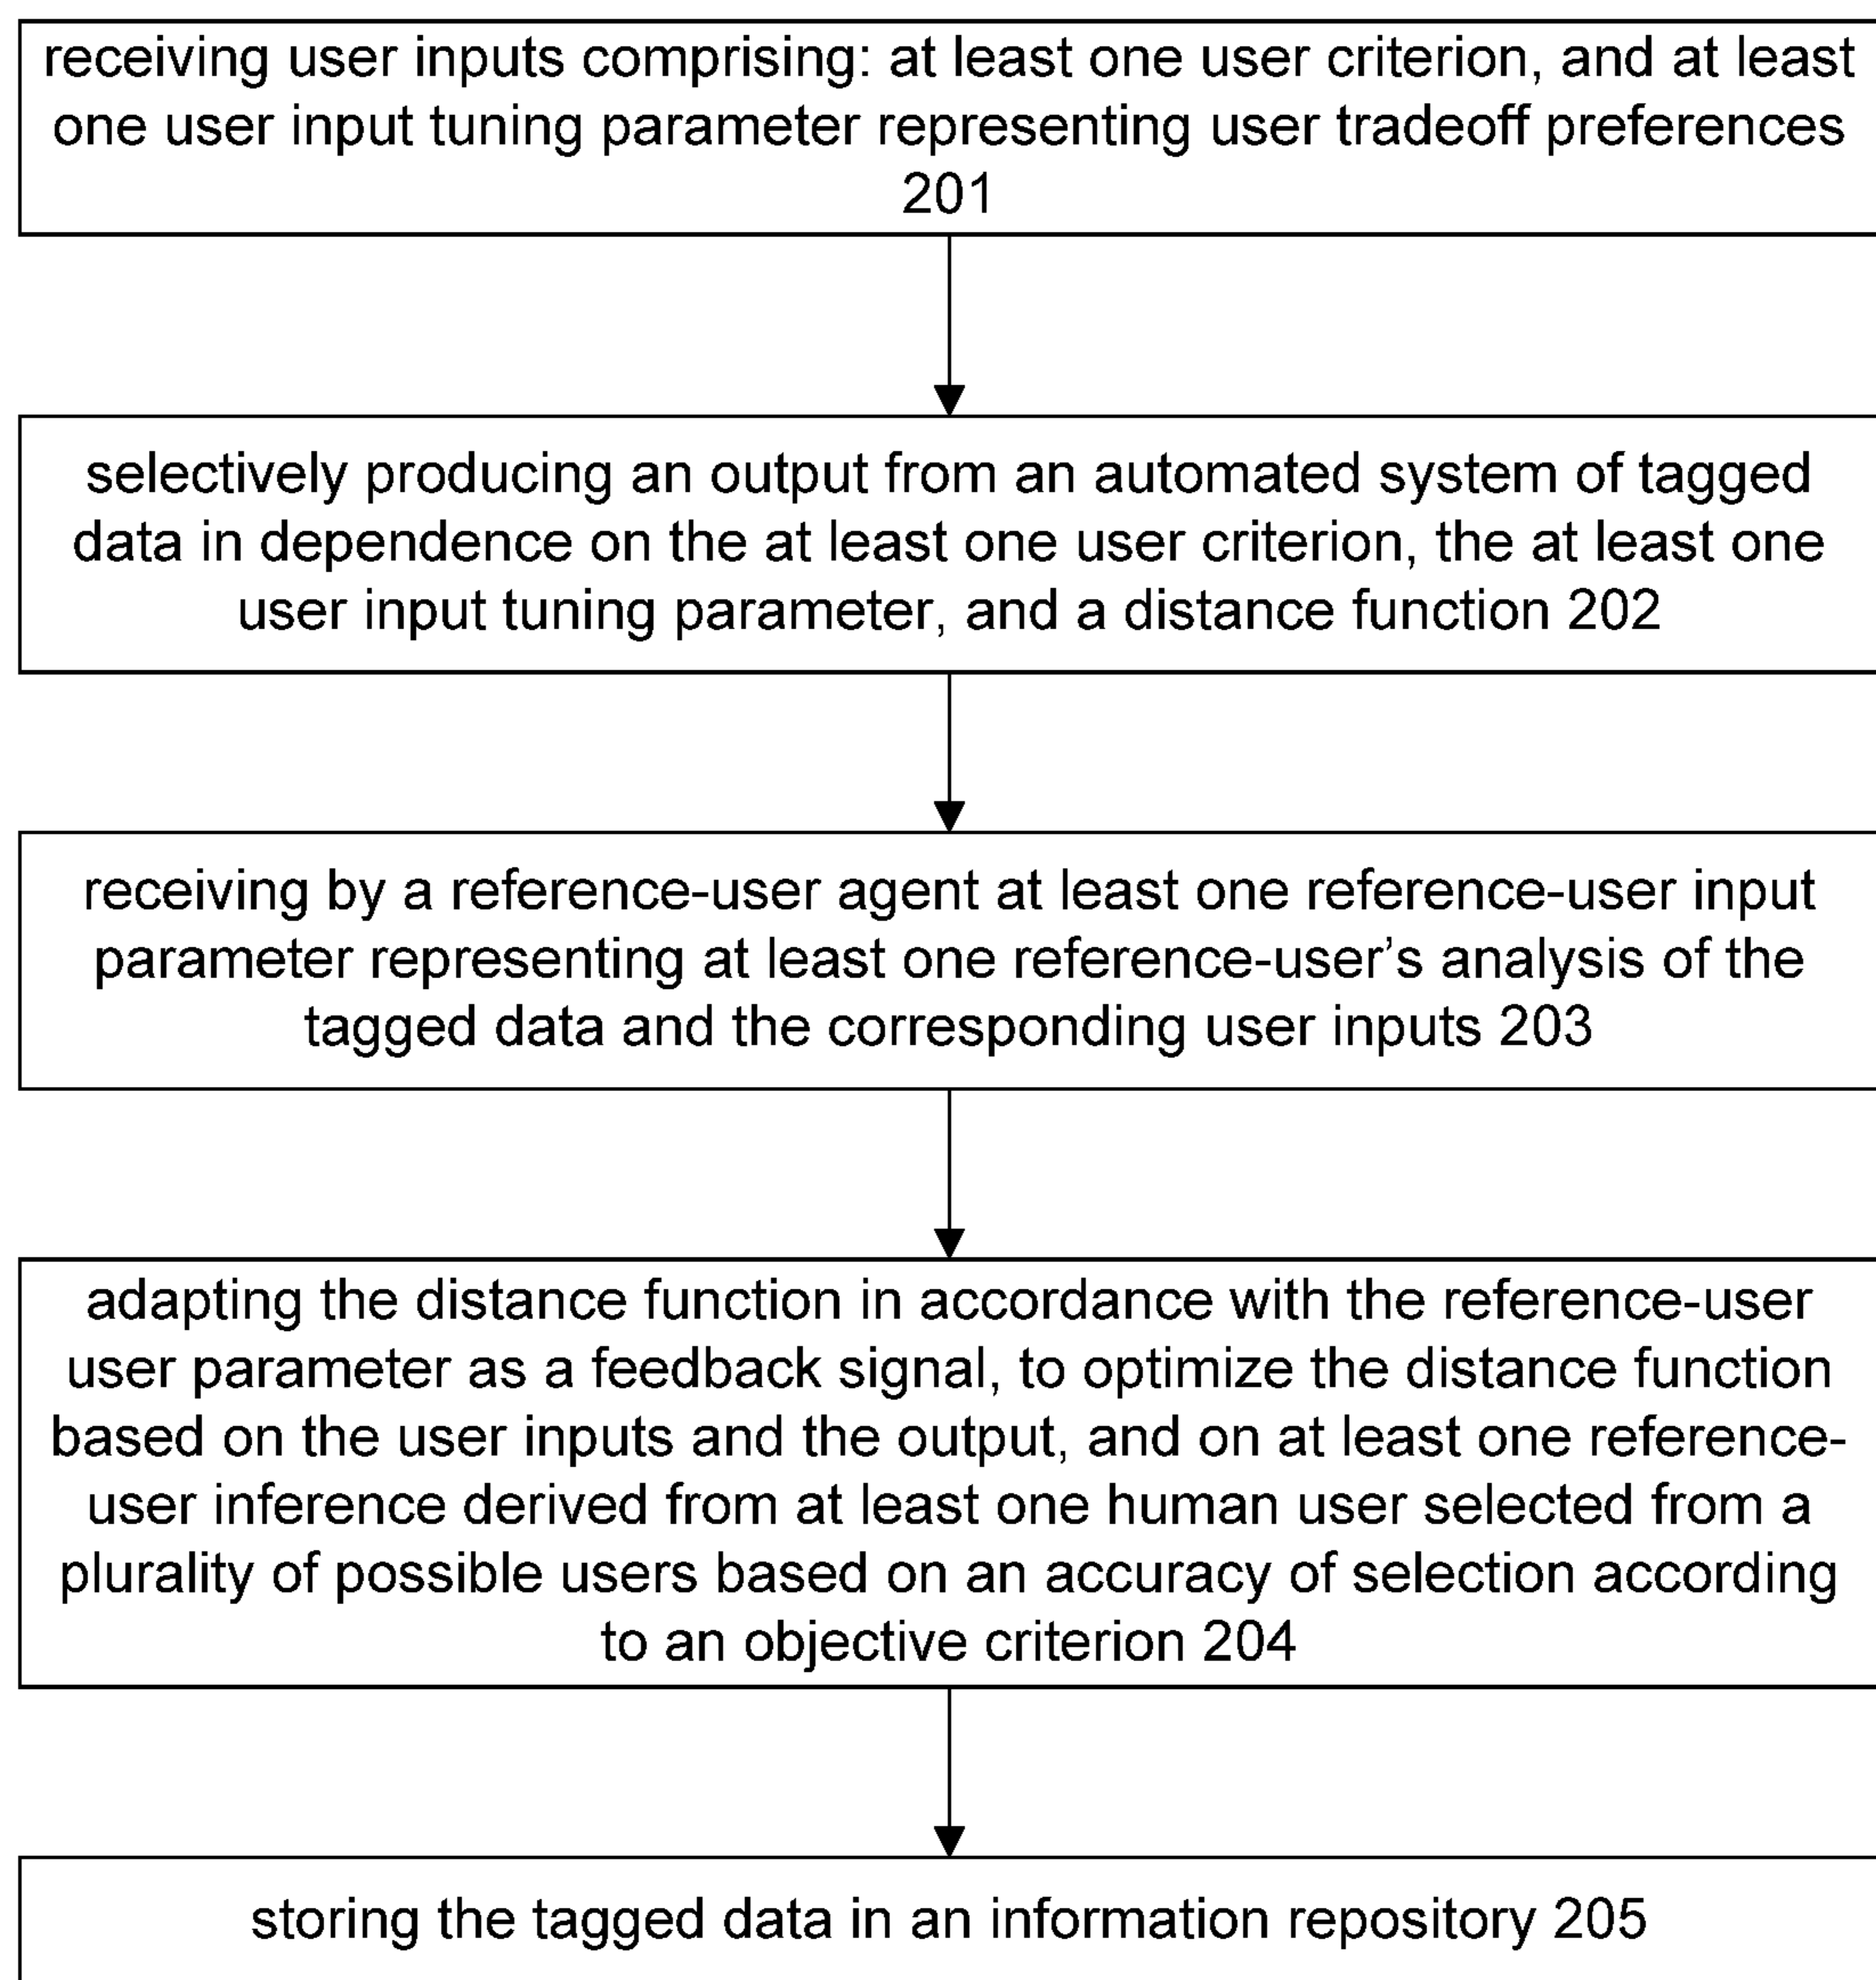 receiving user inputs comprising: at least one user criterion, and at least
one user input tuning parameter representing user tradeoff preferences
201
selectively producing an output from an automated system of tagged
data in dependence on the at least one user criterion, the at least one
user input tuning parameter, and a distance function 202
receiving by a reference-user agent at least one reference-user input
parameter representing at least one reference-user’s analysis of the
tagged data and the corresponding user inputs 203
adapting the distance function in accordance with the reference-user
user parameter as a feedback signal, to optimize the distance function
based on the user inputs and the output, and on at least one reference-
user inference derived from at least one human user selected from a
plurality of possible users based on an accuracy of selection according
to an objective criterion 204
storing the tagged data in an information repository 205